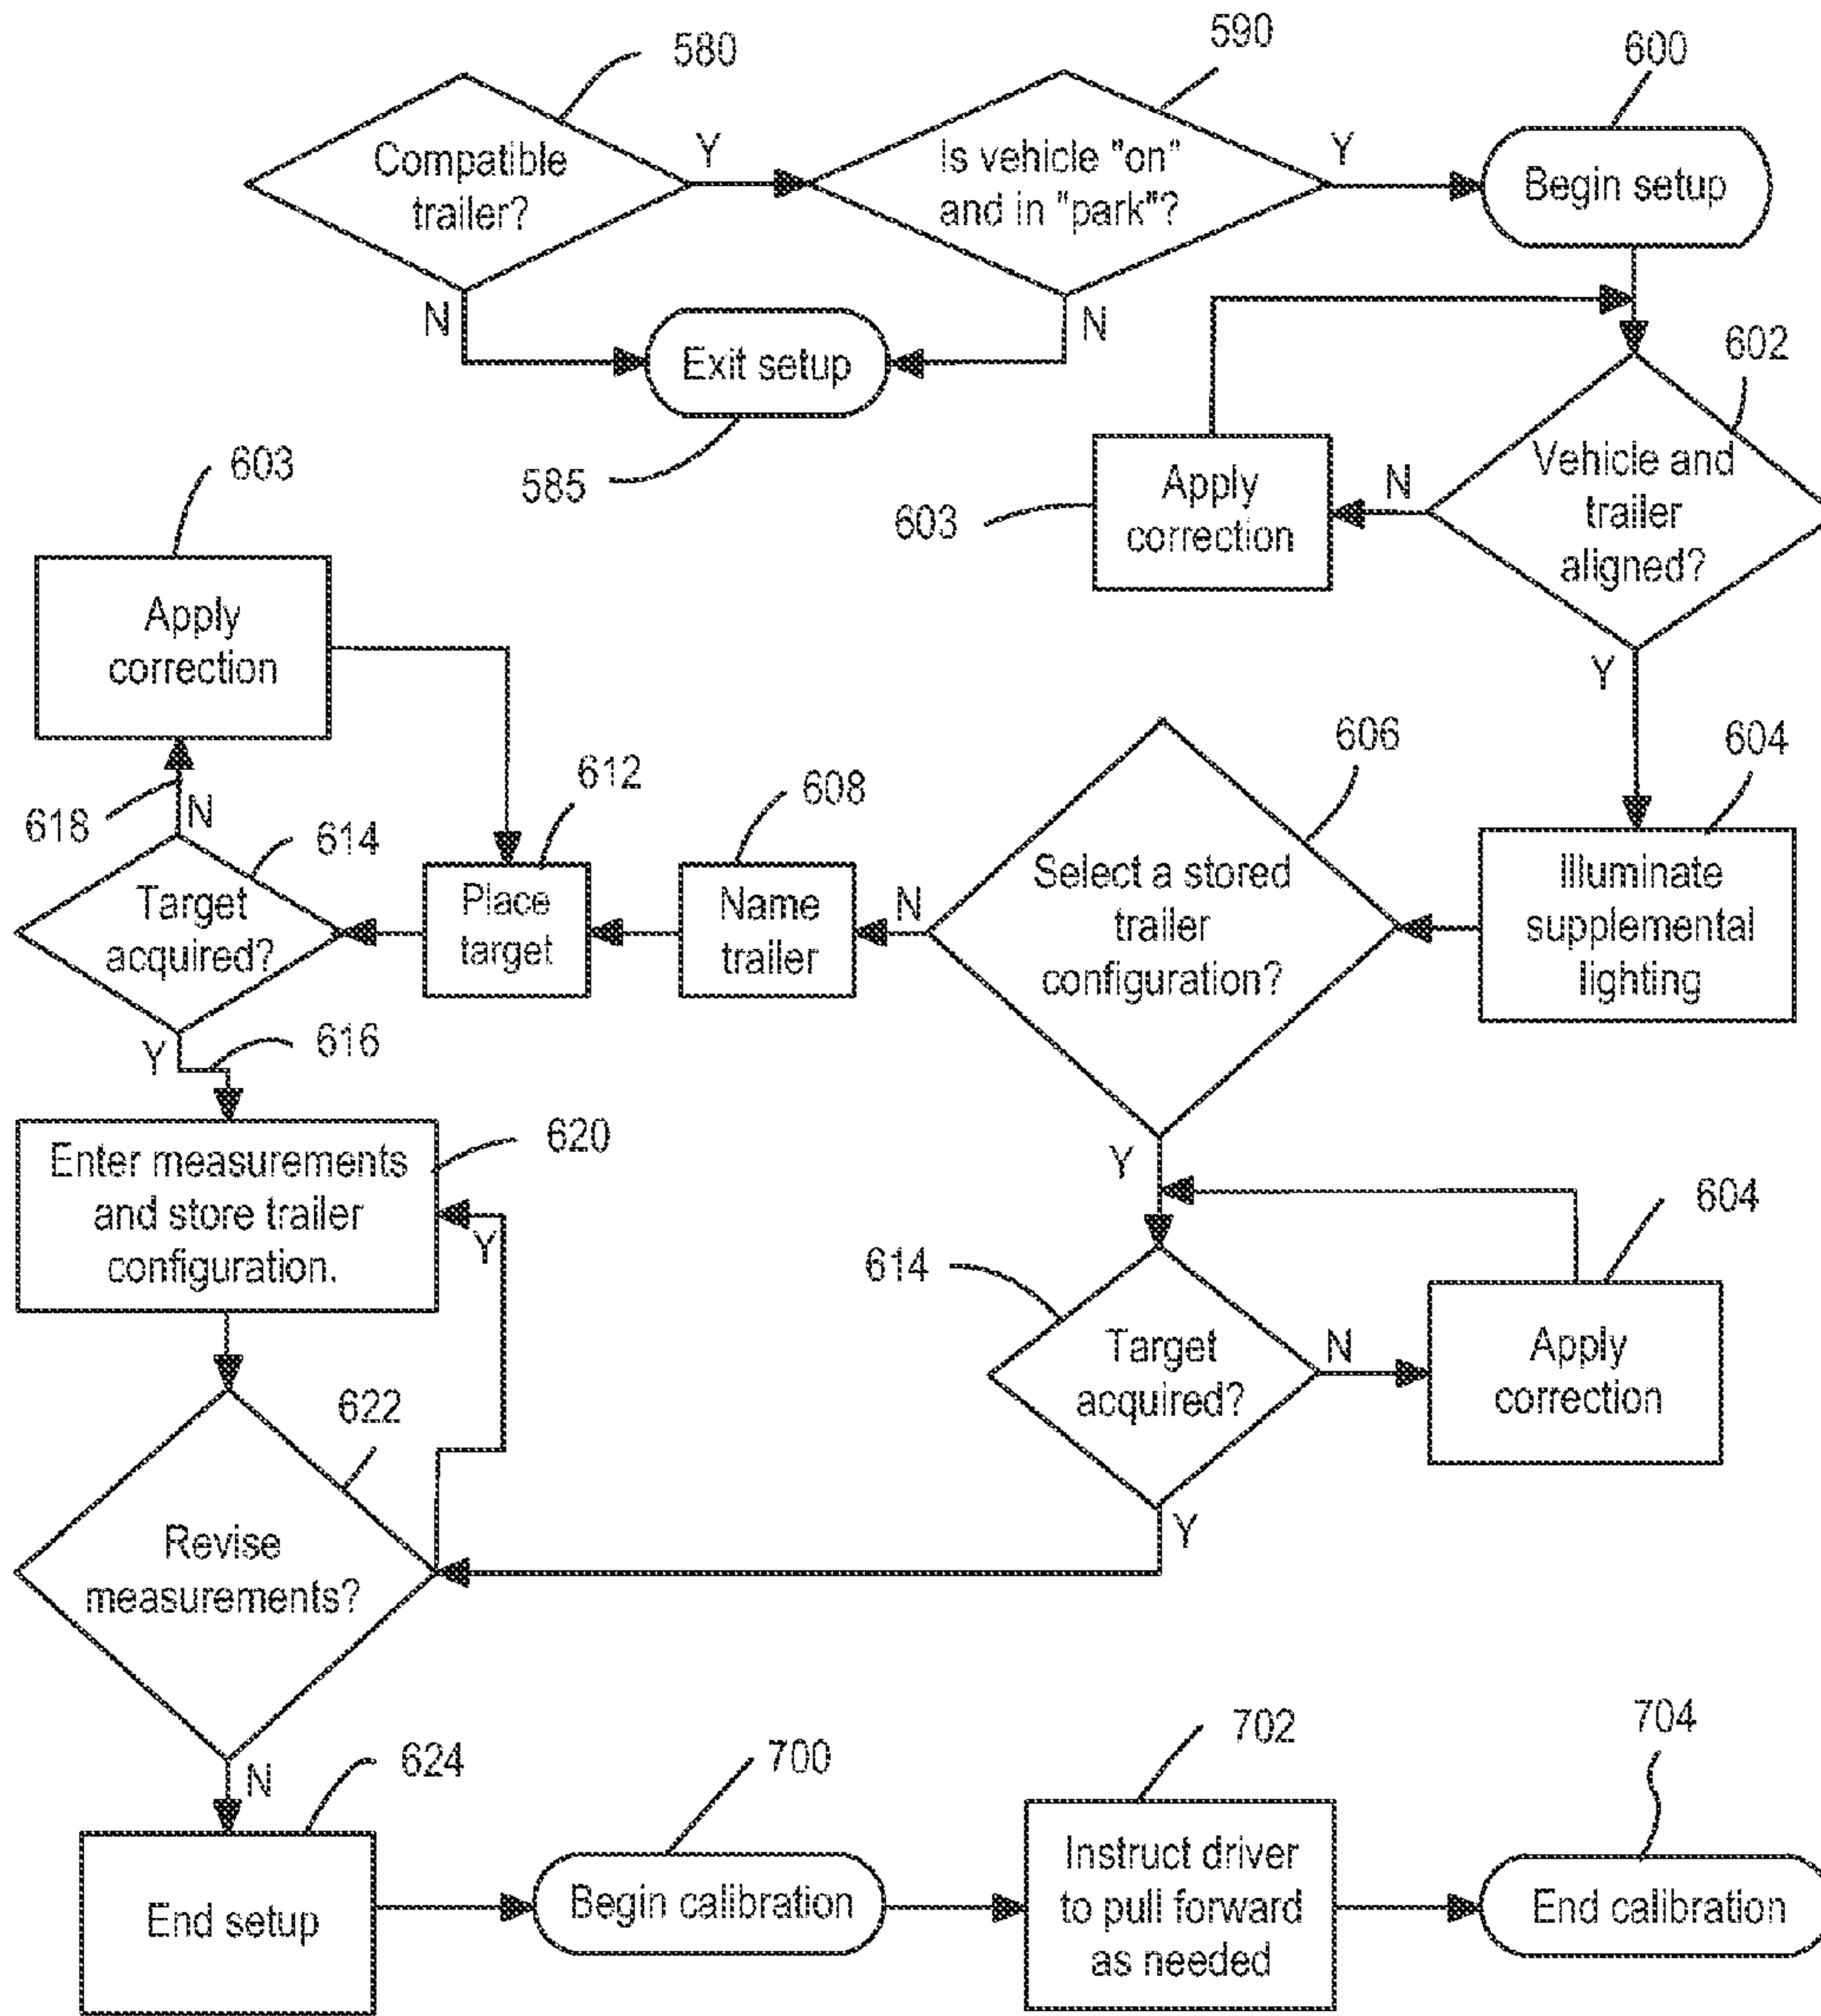 580
590
600
Compatible
trailer?
Y
Is vehicle "on"
and in "park"?
Y
Begin setup
N
N
Exit setup
585
602
Vehicle and
trailer
aligned?
N
Apply
correction
603
Y
603
Apply
correction
618
N
614
Target
acquired?
612
Place
target
608
Name
trailer
N
606
Select a stored
trailer
configuration?
604
Illuminate
supplemental
lighting
Y
616
Y
620
Enter measurements
and store trailer
configuration.
Y
614
Target
acquired?
N
604
Apply
correction
622
Revise
measurements?
Y
N
624
End setup
700
Begin calibration
702
Instruct driver
to pull forward
as needed
704
End calibration